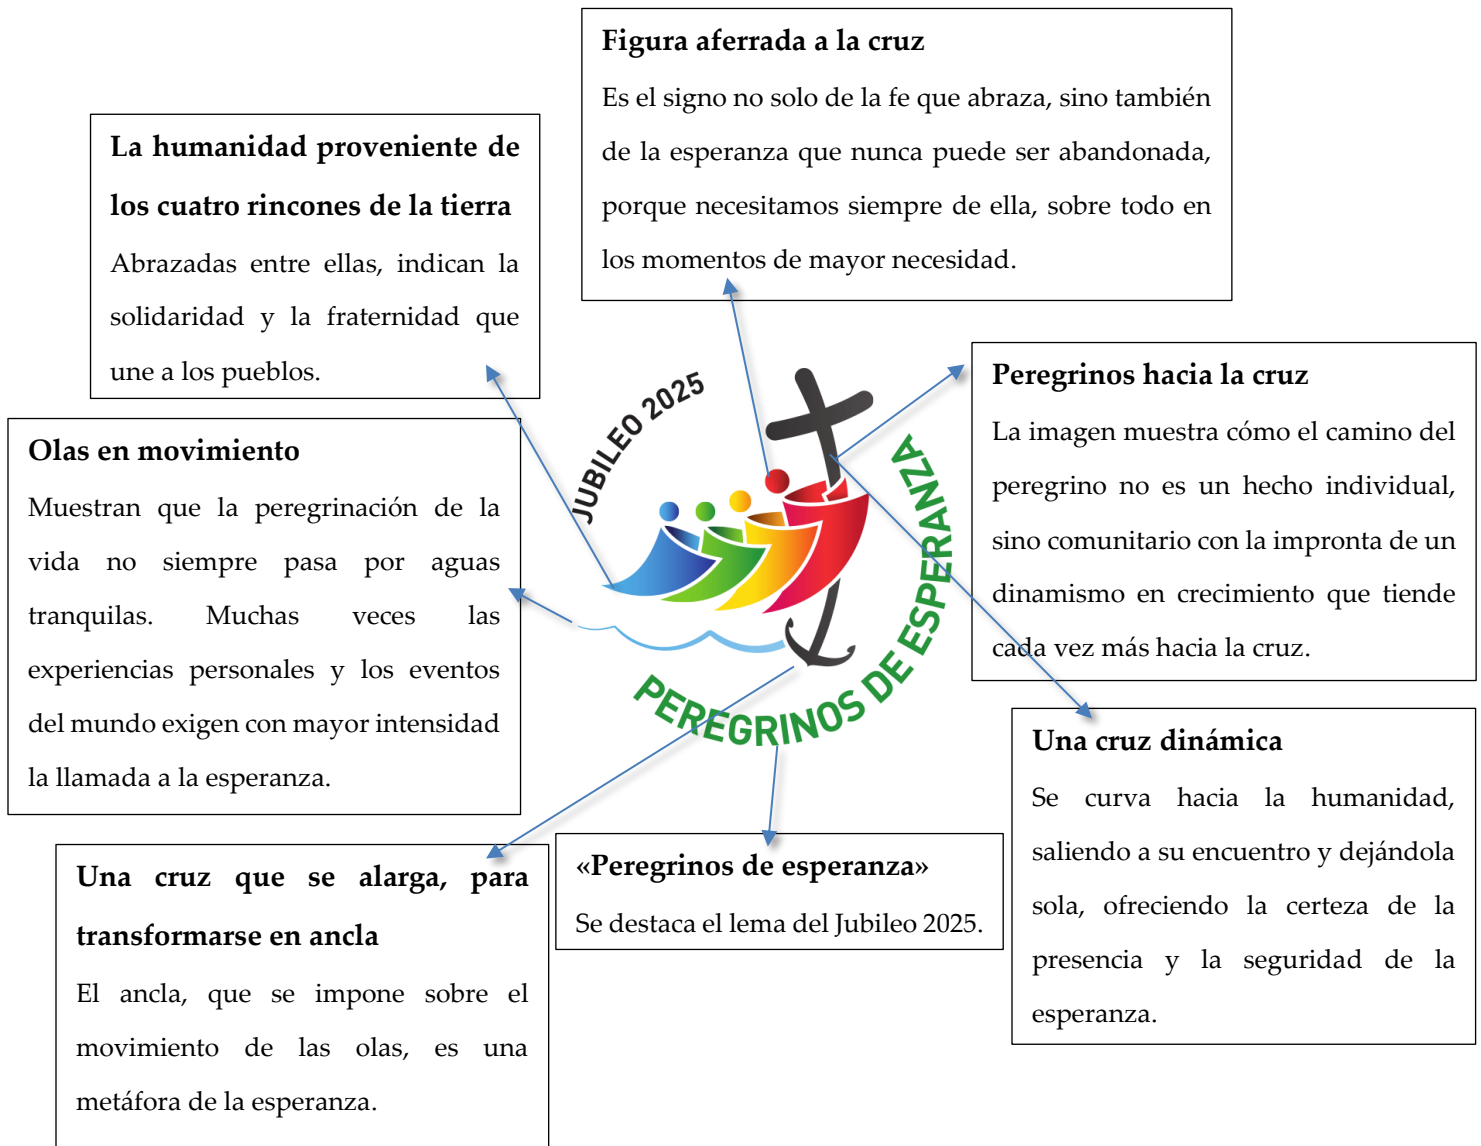 Figura aferrada a la cruz
Es el signo no solo de la fe que abraza, sino también
de la esperanza que nunca puede ser abandonada,
porque necesitamos siempre de ella, sobre todo en
los momentos de mayor necesidad.
La humanidad proveniente de
los cuatro rincones de la tierra
Abrazadas entre ellas, indican la
solidaridad y la fraternidad que
une a los pueblos.
Peregrinos hacia la cruz
La imagen muestra cómo el camino del
peregrino no es un hecho individual,
sino comunitario con la impronta de un
dinamismo en crecimiento que tiende
cada vez más hacia la cruz.
Olas en movimiento
Muestran que la peregrinación de la
vida no siempre pasa por aguas
tranquilas. Muchas veces las
experiencias personales y los eventos
del mundo exigen con mayor intensidad
la llamada a la esperanza.
JUBILEO 2025
PEREGRINOS DE ESPERANZA
Una cruz dinámica
Se curva hacia la humanidad,
saliendo a su encuentro y dejándola
sola, ofreciendo la certeza de la
presencia y la seguridad de la
esperanza.
«Peregrinos de esperanza»
Se destaca el lema del Jubileo 2025.
Una cruz que se alarga, para
transformarse en ancla
El ancla, que se impone sobre el
movimiento de las olas, es una
metáfora de la esperanza.